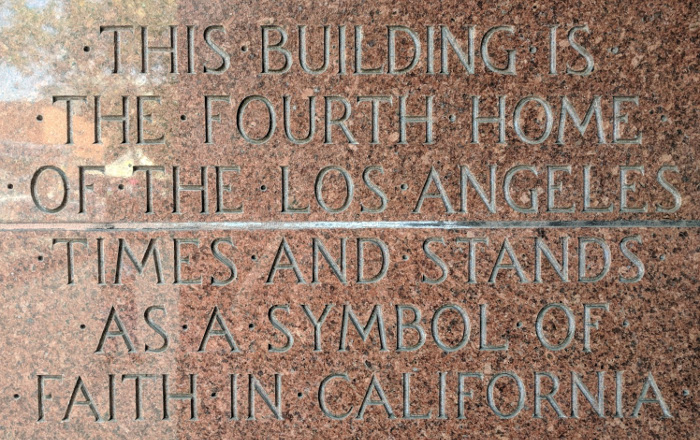 ·THIS·BUILDING·IS·
·THE·FOURTH·HOME·
·OF·THE·LOS·ANGELES·
·TIMES·AND·STANDS·
·AS·A·SYMBOL·OF·
·FAITH·IN·CALIFORNIA·